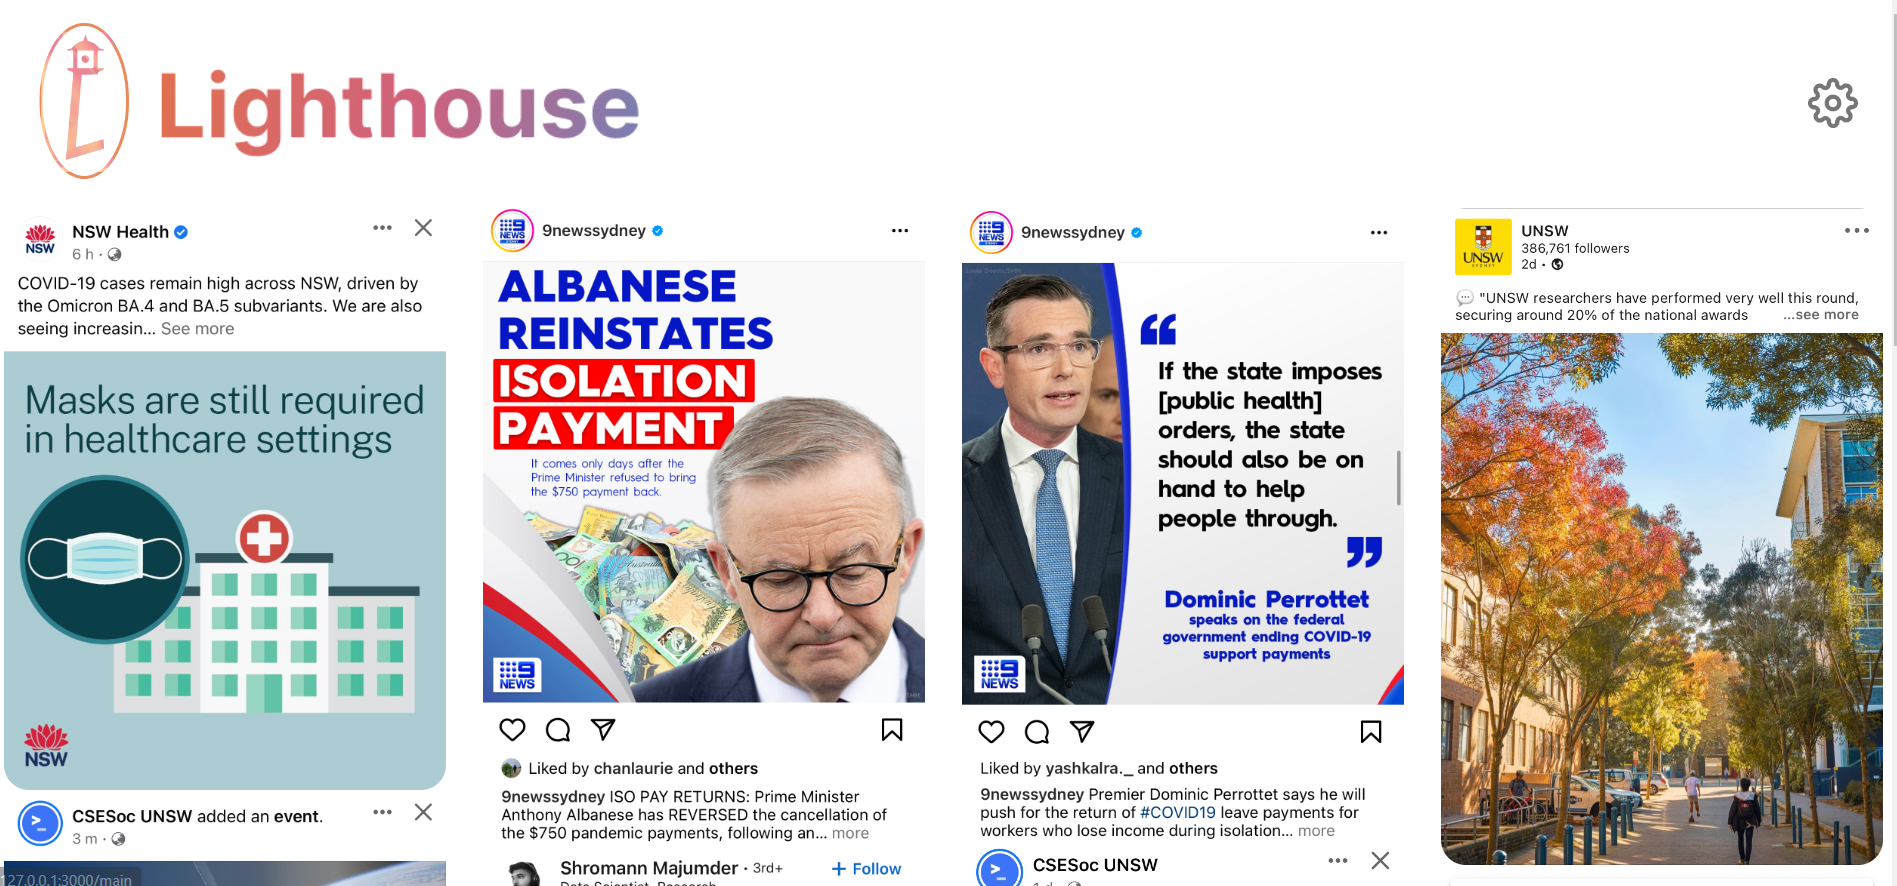 Lighthouse
NSW
NSW Health
6 h ·
COVID-19 cases remain high across NSW, driven by
the Omicron BA.4 and BA.5 subvariants. We are also
seeing increasin... See more
Masks are still required
in healthcare settings
NSW
CSESoc UNSW added an event.
3 m ·
127.0.0.1:3000/main
9
NEWS
9newssydney
ALBANESE
REINSTATES
ISOLATION
PAYMENT
It comes only days after the
Prime Minister refused to bring
the $750 payment back.
9
NEWS
Liked by chanlaurie and others
9newssydney ISO PAY RETURNS: Prime Minister
Anthony Albanese has REVERSED the cancellation of
the $750 pandemic payments, following an... more
Shromann Majumder · 3rd+
+ Follow
Data Scientist, Research
9
NEWS
9newssydney
“
If the state imposes
[public health]
orders, the state
should also be on
hand to help
people through.
”
Dominic Perrottet
speaks on the federal
government ending COVID-19
support payments
9
NEWS
Liked by yashkalra._ and others
9newssydney Premier Dominic Perrottet says he will
push for the return of #COVID19 leave payments for
workers who lose income during isolation... more
CSESoc UNSW
1 d ·
UNSW
SYDNEY
UNSW
386,761 followers
2d ·
"UNSW researchers have performed very well this round,
securing around 20% of the national awards ...see more